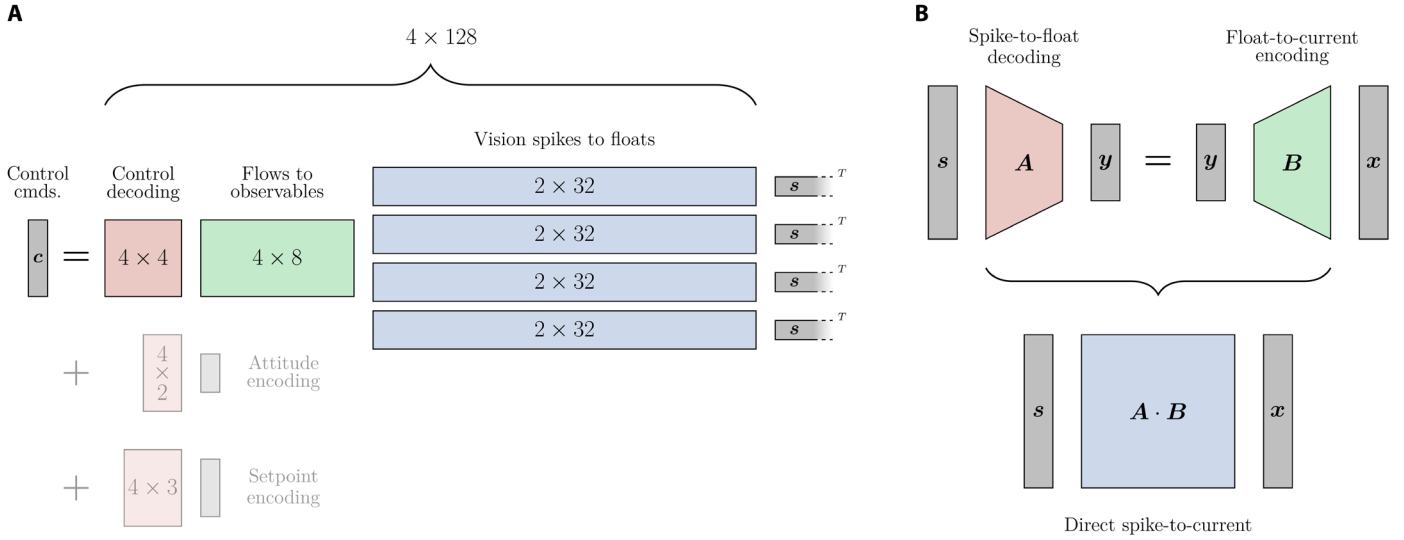 A
4 × 128
Vision spikes to floats
Control
cmds.
Control
decoding
Flows to
observables
c
=
4 × 4
4 × 8
2 × 32
s T
2 × 32
s T
2 × 32
s T
2 × 32
s T
+
4
×
2
Attitude
encoding
+
4 × 3
Setpoint
encoding
B
Spike-to-float
decoding
Float-to-current
encoding
s
A
y
=
y
B
x
s
A · B
x
Direct spike-to-current